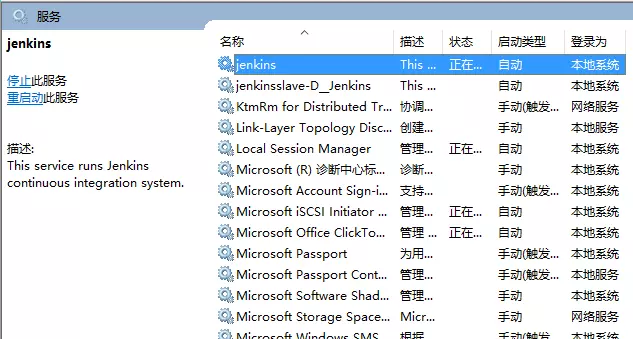 服务
jenkins
停止此服务
重启动此服务
描述:
This service runs Jenkins
continuous integration system.
名称 描述 状态 启动类型 登录为
jenkins This ... 正在... 自动 本地系统
jenkinsslave-D__Jenkins This ... 自动 本地系统
KtmRm for Distributed Tr... 协调... 手动(触发... 网络服务
Link-Layer Topology Disc... 创建... 手动 本地服务
Local Session Manager 管理... 正在... 自动 本地系统
Microsoft (R) 诊断中心标... 诊断... 手动 本地系统
Microsoft Account Sign-i... 支持... 手动(触发... 本地系统
Microsoft iSCSI Initiator ... 管理 ... 正在... 自动 本地系统
Microsoft Office ClickTo... 管理... 正在... 自动 本地系统
Microsoft Passport 为用... 手动(触发... 本地系统
Microsoft Passport Cont... 管理... 手动(触发... 本地服务
Microsoft Software Shad... 管理... 手动 本地系统
Microsoft Storage Space... Micr... 手动 网络服务
Microsoft Windows SMS 根据 手动(触发 本地系统